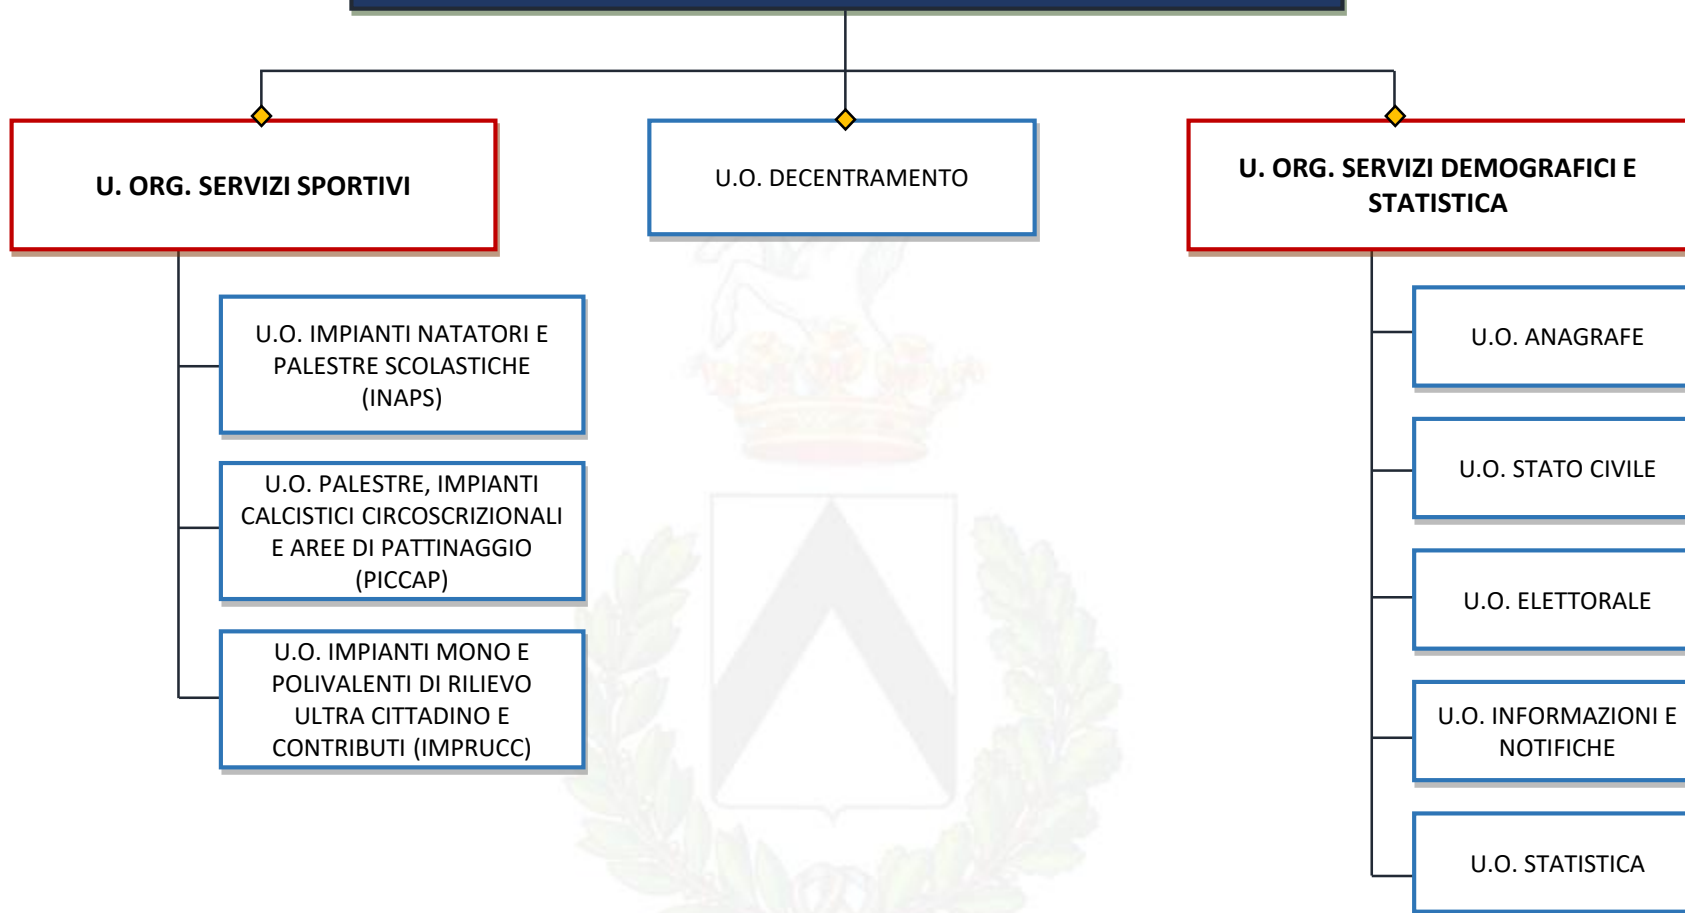 U. ORG. SERVIZI SPORTIVI
U.O. DECENTRAMENTO
U. ORG. SERVIZI DEMOGRAFICI E
STATISTICA
U.O. IMPIANTI NATATORI E
PALESTRE SCOLASTICHE
(INAPS)
U.O. PALESTRE, IMPIANTI
CALCISTICI CIRCOSCRIZIONALI
E AREE DI PATTINAGGIO
(PICCAP)
U.O. IMPIANTI MONO E
POLIVALENTI DI RILIEVO
ULTRA CITTADINO E
CONTRIBUTI (IMPRUCC)
U.O. ANAGRAFE
U.O. STATO CIVILE
U.O. ELETTORALE
U.O. INFORMAZIONI E
NOTIFICHE
U.O. STATISTICA